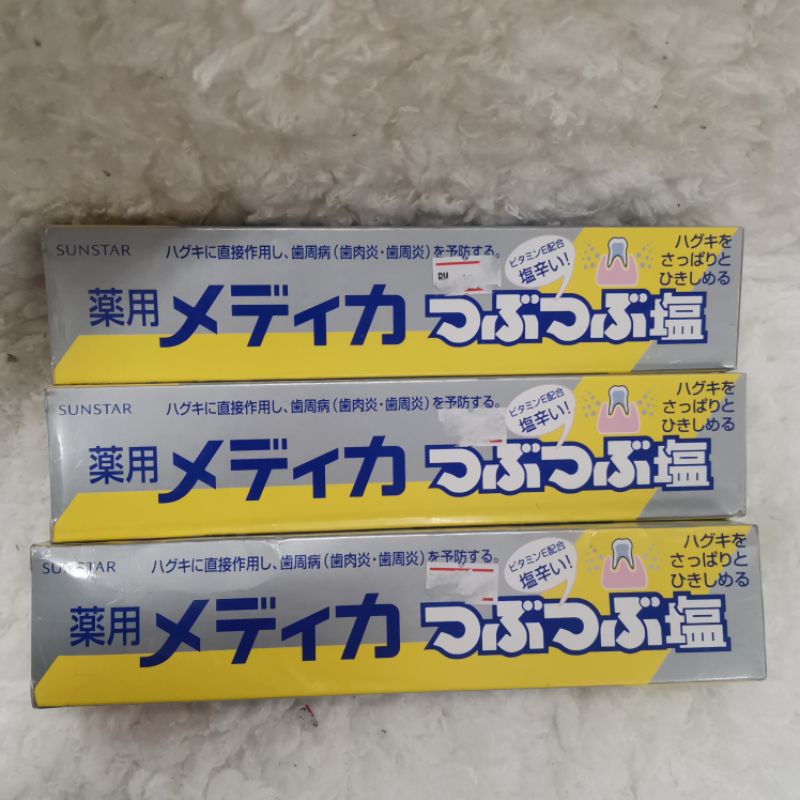 SUNSTAR
ハグキに直接作用し、歯周病(歯肉炎・歯周炎)を予防する。
RM
ビタミンE配合
塩辛い!
ハグキを
さっぱりと
ひきしめる
薬用メディカつぶつぶ塩
SUNSTAR
ハグキに直接作用し、歯周病(歯肉炎・歯周炎)を予防する。
ビタミンE配合
塩辛い!
ハグキを
さっぱりと
ひきしめる
薬用メディカつぶつぶ塩
SUNSTAR
ハグキに直接作用し、歯周病(歯肉炎・歯周炎)を予防する。
ビタミンE配合
塩辛い!
ハグキを
さっぱりと
ひきしめる
薬用メディカつぶつぶ塩